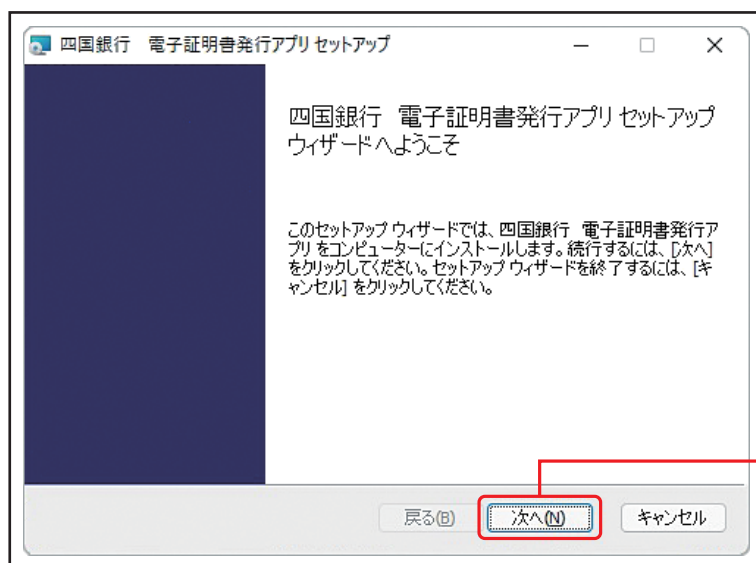 四国銀行　電子証明書発行アプリ セットアップ
四国銀行　電子証明書発行アプリ セットアップ
ウィザードへようこそ
このセットアップ ウィザードでは、四国銀行　電子証明書発行ア
プリ をコンピューターにインストールします。続行するには、[次へ]
をクリックしてください。セットアップ ウィザードを終了するには、[キ
ャンセル] をクリックしてください。
戻る(B)
次へ(N)
キャンセル